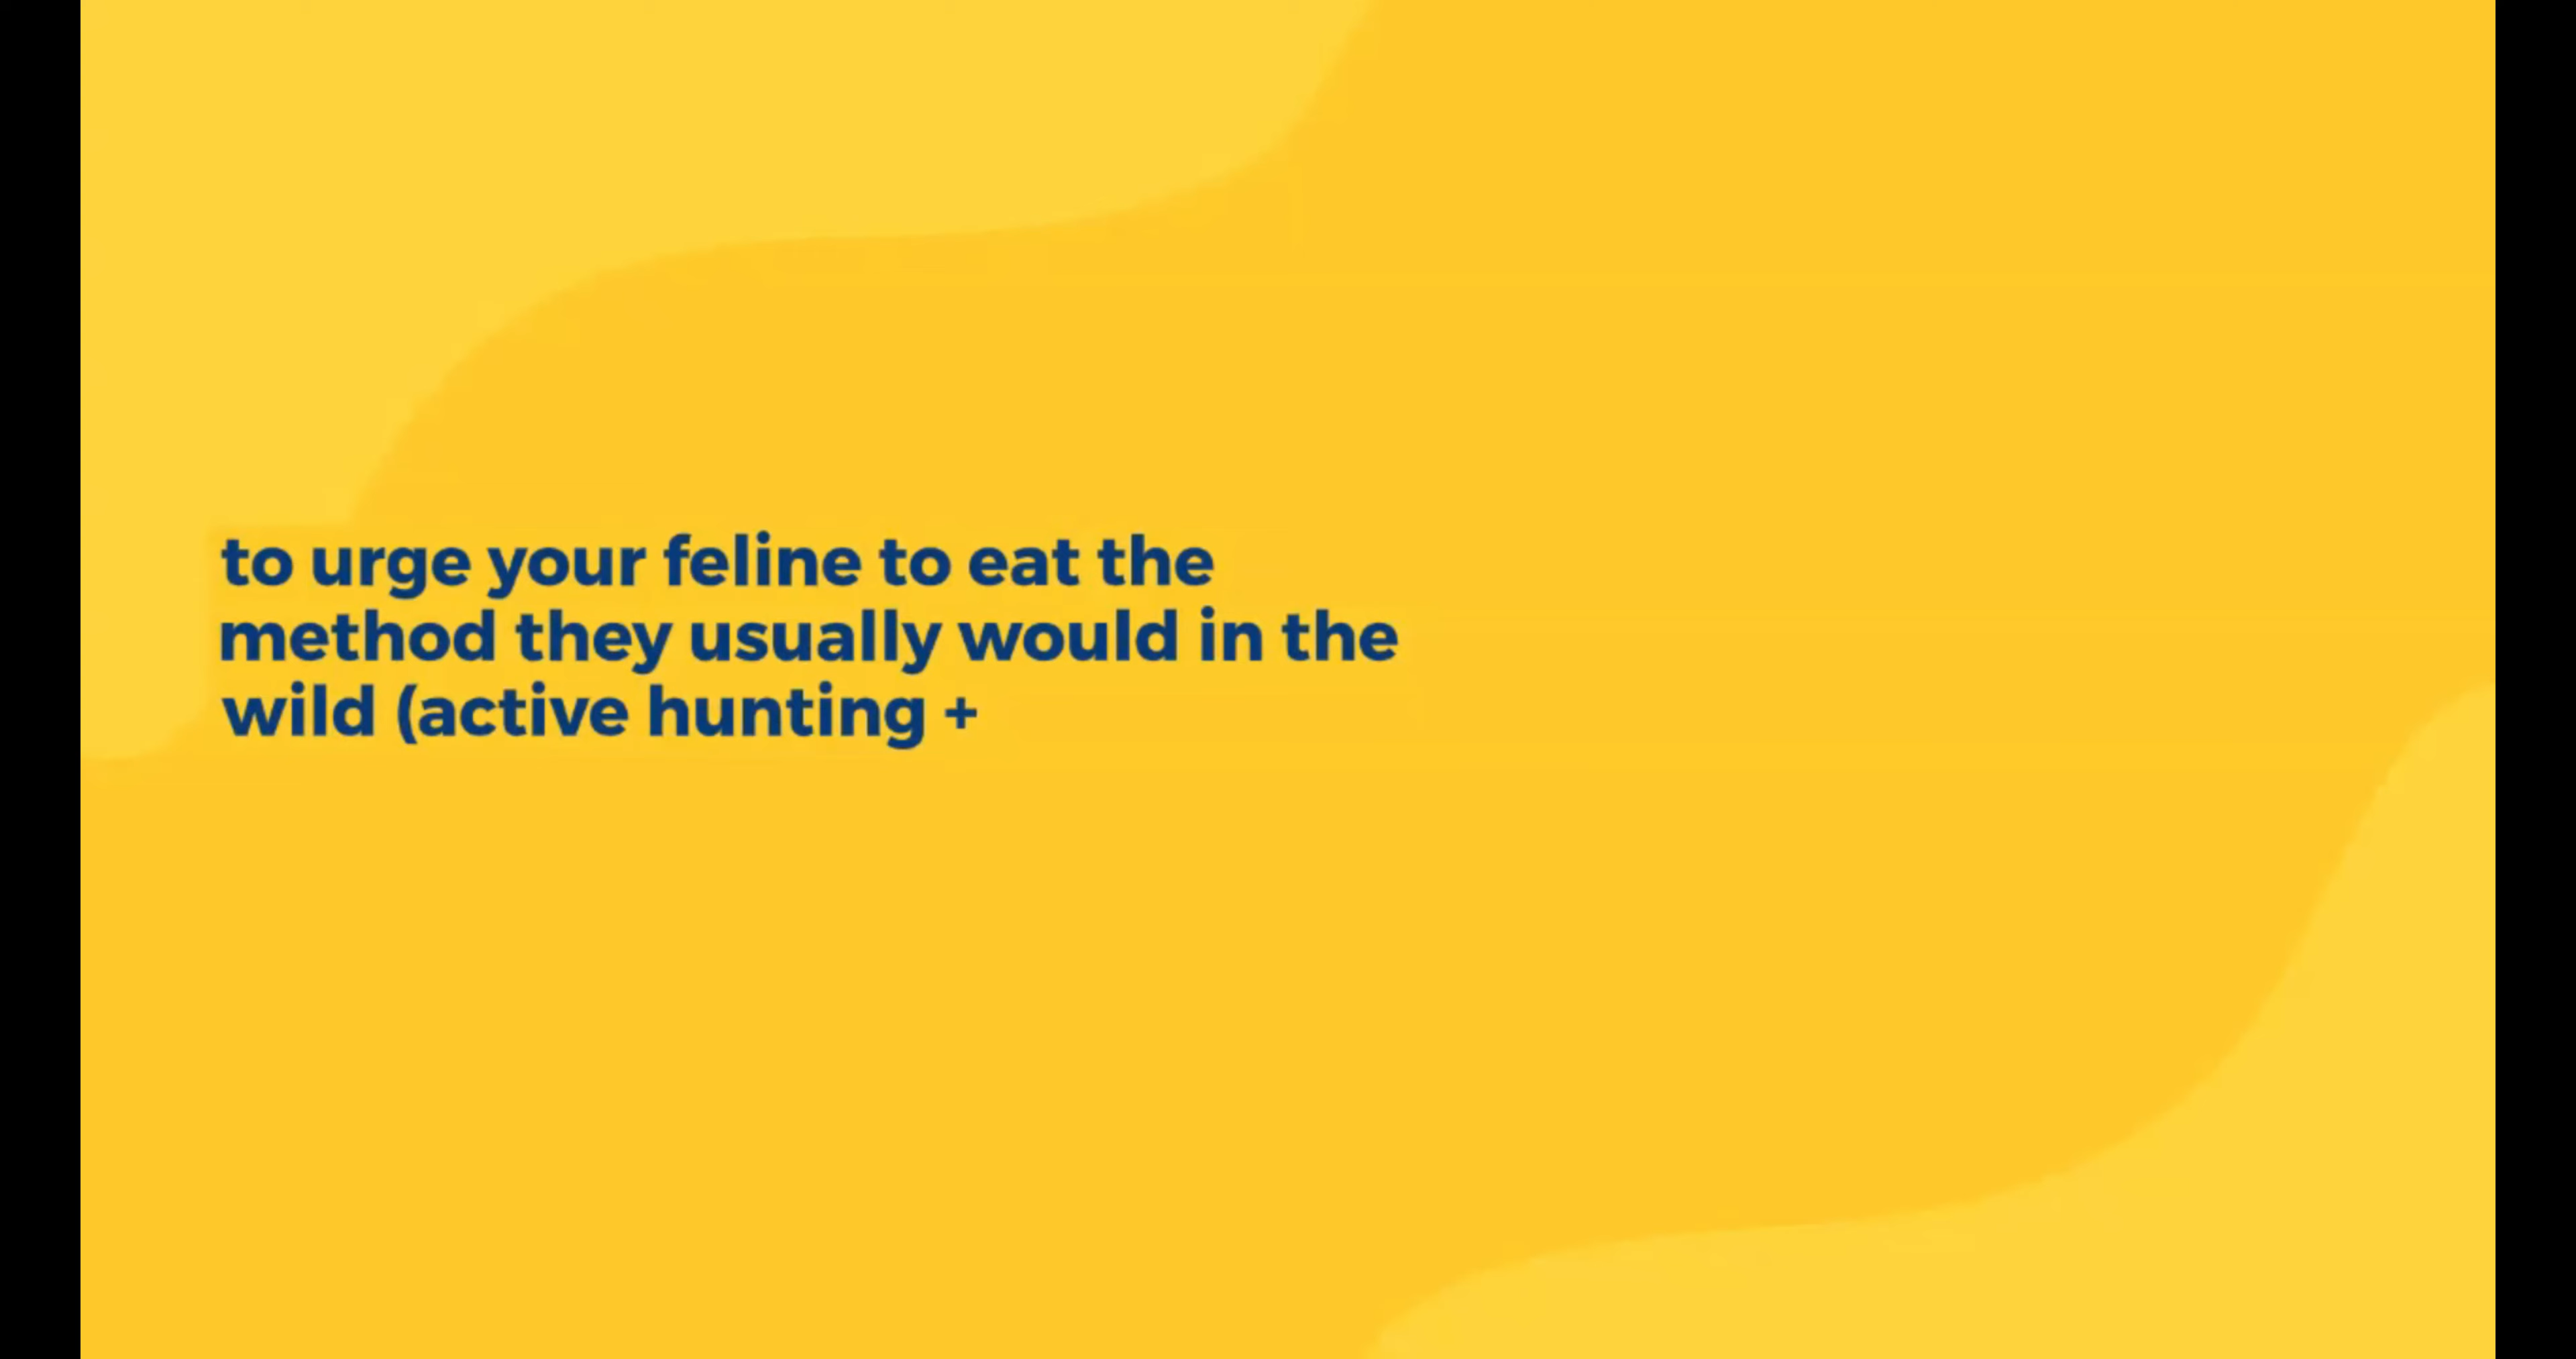 to urge your feline to eat the
method they usually would in the
wild (active hunting +